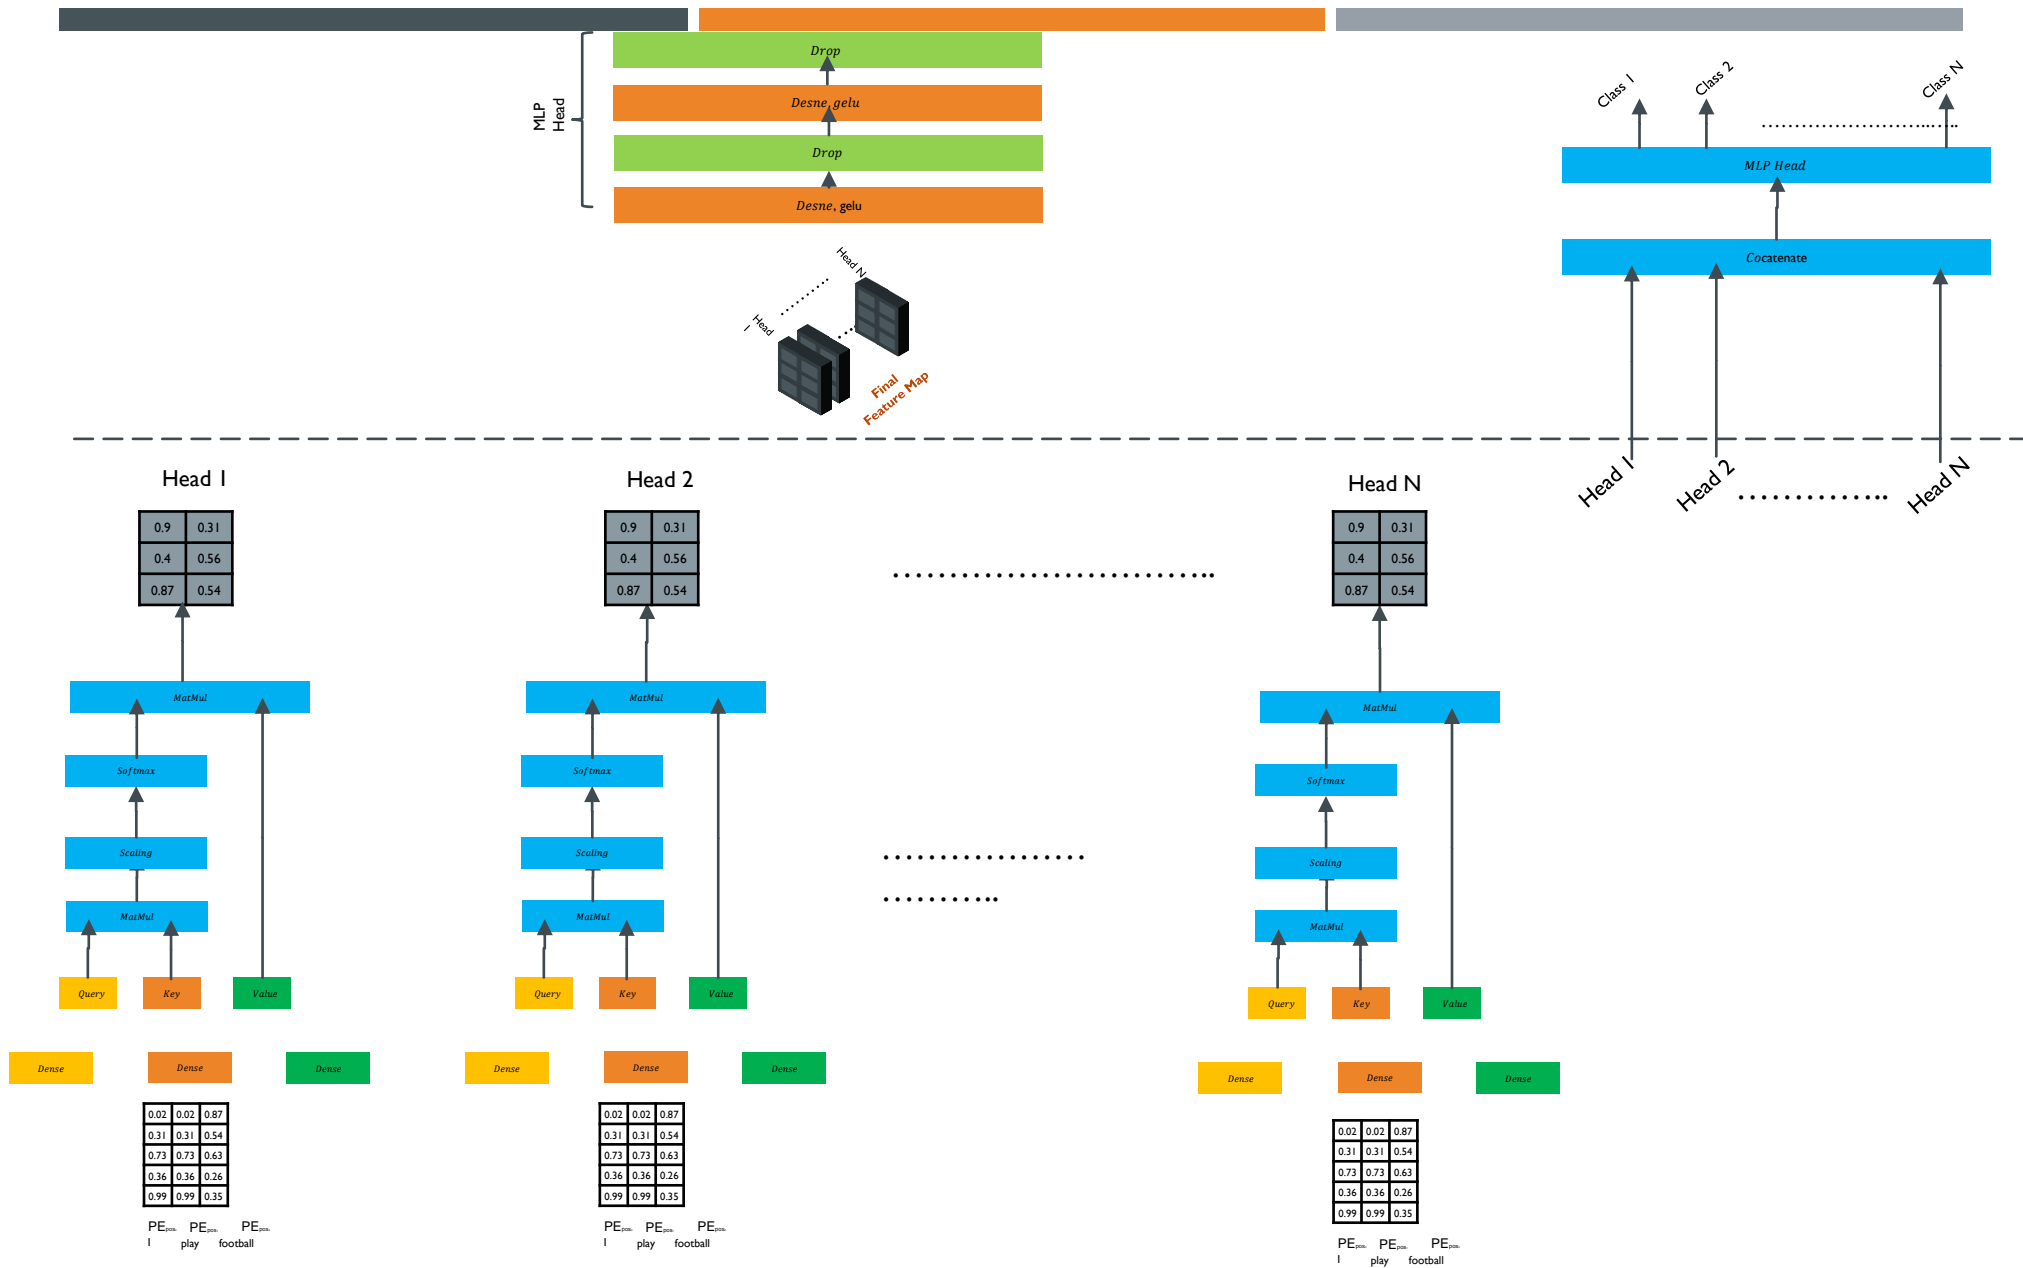 Drop
Desne, gelu
Drop
Desne, gelu
MLP
Head
Head N
Head
1
Final
Feature Map
Class 1
Class 2
Class N
MLP Head
Cocatenate
Head 1
Head 2
Head N
Head 1
0.9 0.31
0.4 0.56
0.87 0.54
MatMul
Softmax
Scaling
MatMul
Query Key Value
Dense Dense Dense
0.02 0.02 0.87
0.31 0.31 0.54
0.73 0.73 0.63
0.36 0.36 0.26
0.99 0.99 0.35
PEpos. PEpos. PEpos.
I play football
Head 2
0.9 0.31
0.4 0.56
0.87 0.54
MatMul
Softmax
Scaling
MatMul
Query Key Value
Dense Dense Dense
0.02 0.02 0.87
0.31 0.31 0.54
0.73 0.73 0.63
0.36 0.36 0.26
0.99 0.99 0.35
PEpos. PEpos. PEpos.
I play football
Head N
0.9 0.31
0.4 0.56
0.87 0.54
MatMul
Softmax
Scaling
MatMul
Query Key Value
Dense Dense Dense
0.02 0.02 0.87
0.31 0.31 0.54
0.73 0.73 0.63
0.36 0.36 0.26
0.99 0.99 0.35
PEpos. PEpos. PEpos.
I play football